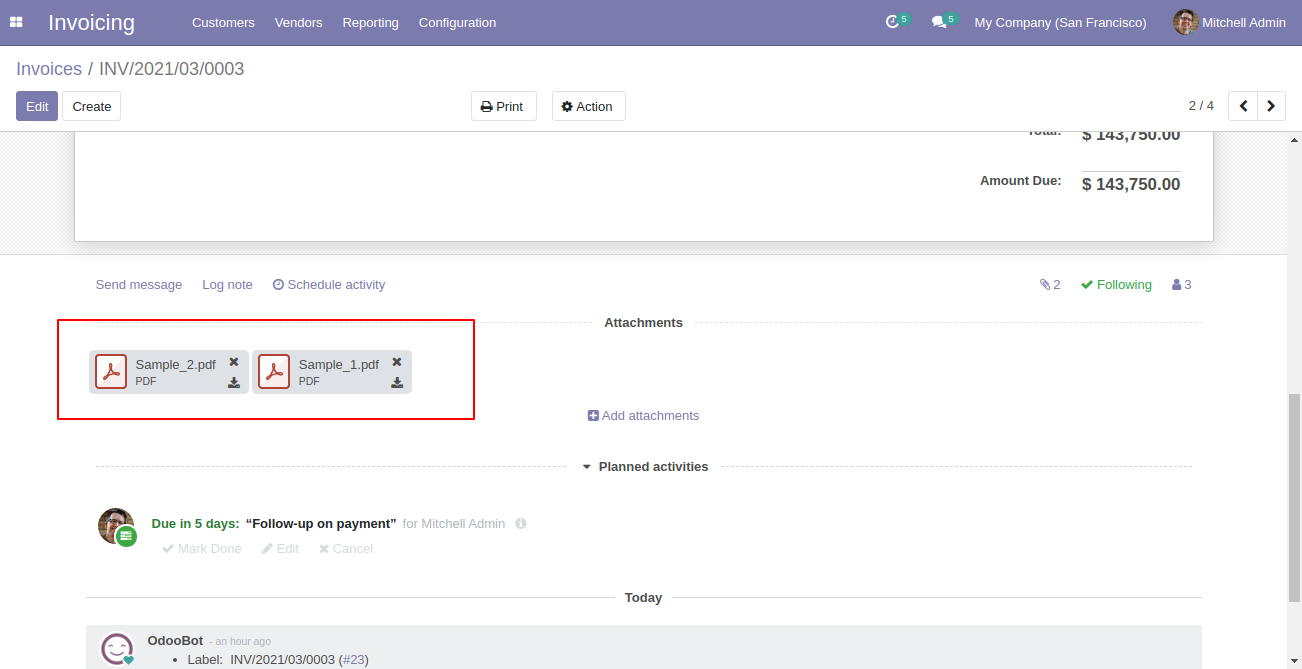 Invoicing Customers Vendors Reporting Configuration 5 5 My Company (San Francisco) Mitchell Admin
Invoices / INV/2021/03/0003
Edit Create Print Action 2 / 4
Total: $ 143,750.00
Amount Due: $ 143,750.00
Send message Log note Schedule activity 2 Following 3
Attachments
Sample_2.pdf
PDF
Sample_1.pdf
PDF
Add attachments
Planned activities
Due in 5 days: “Follow-up on payment” for Mitchell Admin
Mark Done Edit Cancel
Today
OdooBot - an hour ago
• Label: INV/2021/03/0003 (#23)